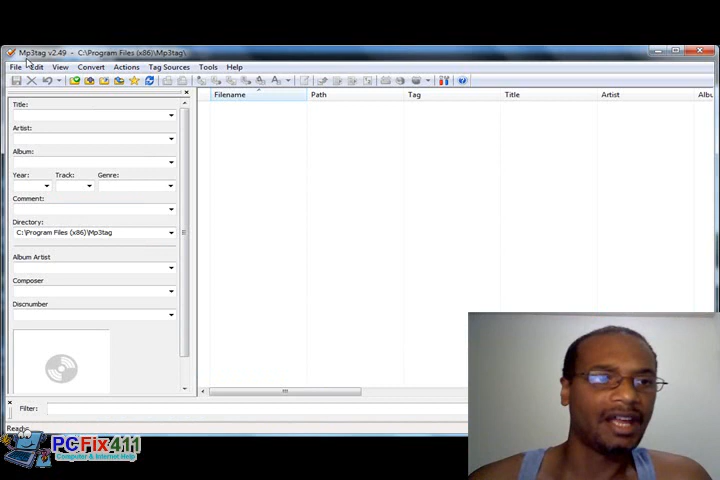 Mp3tag v2.49 - C:\Program Files (x86)\Mp3tag\
File Edit View Convert Actions Tag Sources Tools Help
Title:
Filename Path Tag Title Artist Albu
Artist:
Album:
Year: Track: Genre:
Comment:
Directory:
C:\Program Files (x86)\Mp3tag
Album Artist
Composer
Discnumber
Filter:
Ready
PCFix411
Computer & Internet Help